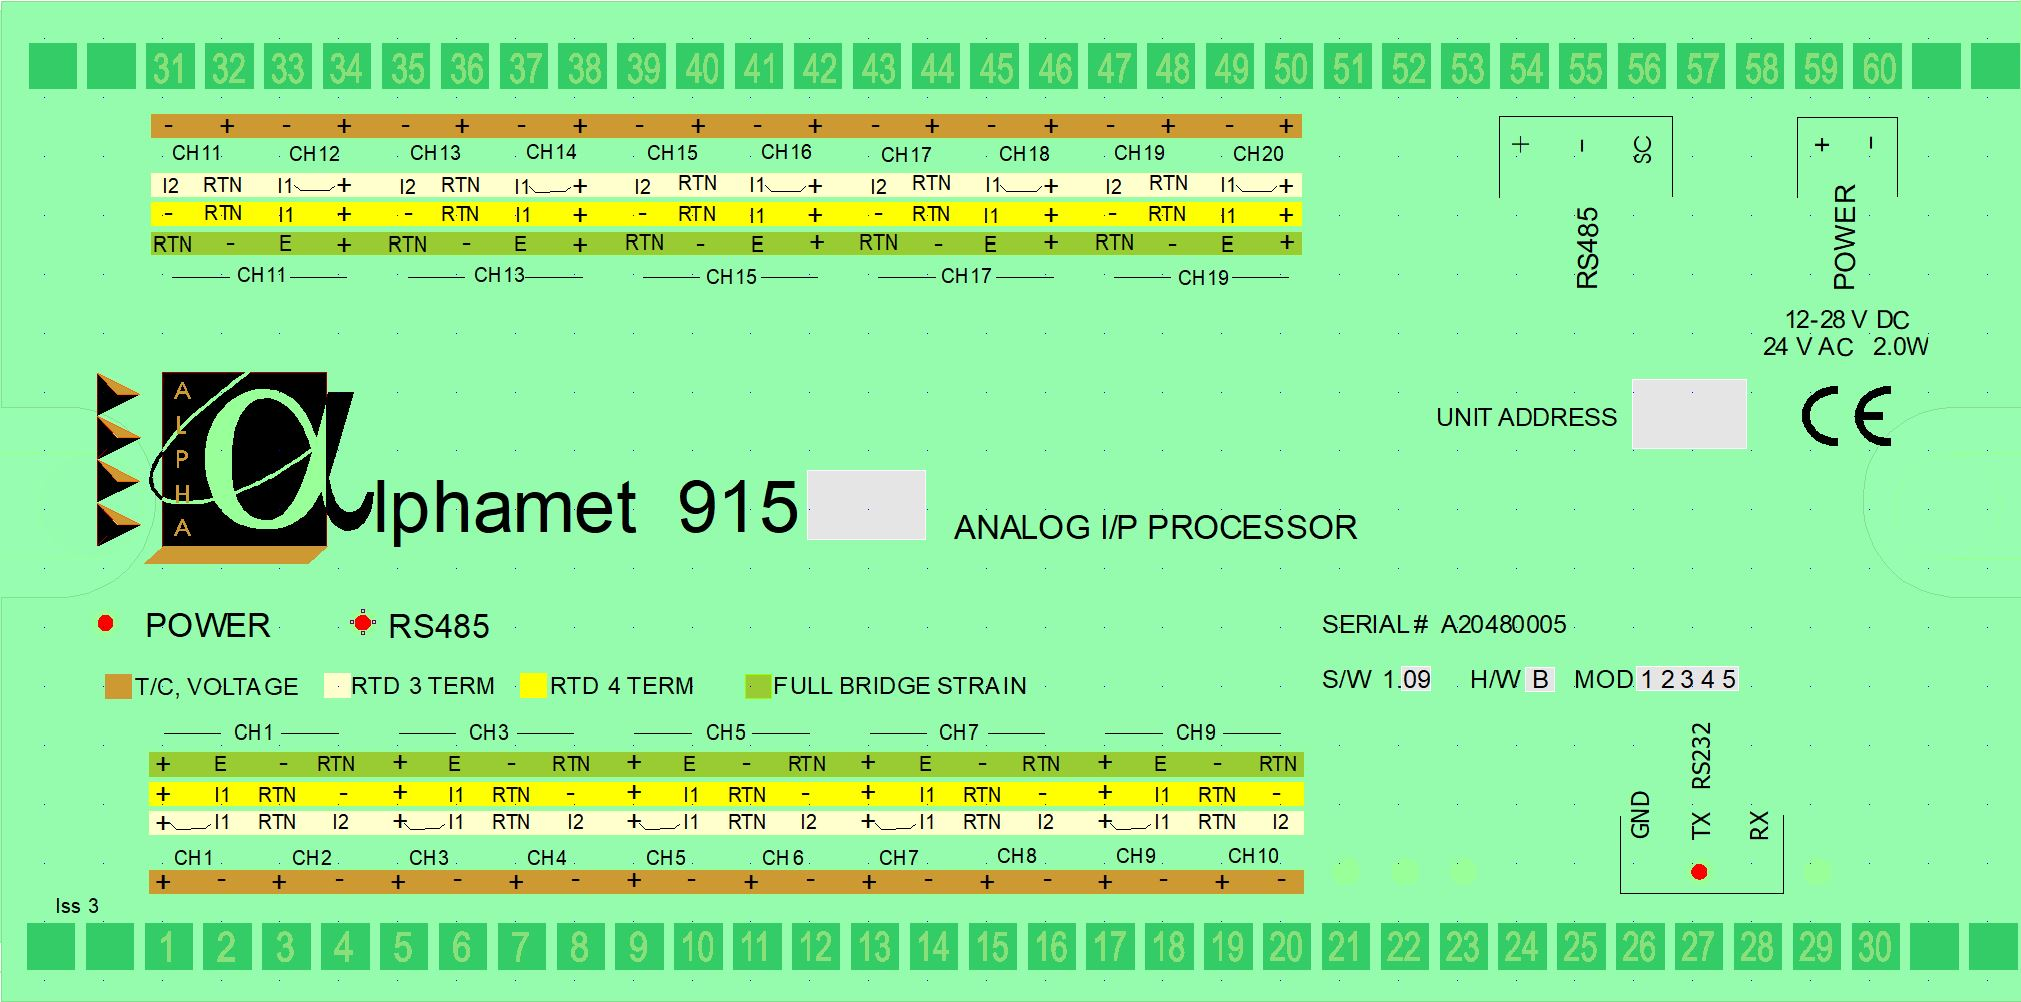 31 32 33 34 35 36 37 38 39 40 41 42 43 44 45 46 47 48 49 50 51 52 53 54 55 56 57 58 59 60
- + - + - + - + - + - + - + - + - + - +
CH11 CH12 CH13 CH14 CH15 CH16 CH17 CH18 CH19 CH20
I2 RTN I1 + I2 RTN I1 + I2 RTN I1 + I2 RTN I1 + I2 RTN I1 +
- RTN I1 + - RTN I1 + - RTN I1 + - RTN I1 + - RTN I1 +
RTN - E + RTN - E + RTN - E + RTN - E + RTN - E +
CH11 CH13 CH15 CH17 CH19
+ - SC
RS485
+ -
POWER
12-28 V DC
24 V AC 2.0W
ALPHA
UNIT ADDRESS
CE
αlphamet 915
ANALOG I/P PROCESSOR
POWER RS485
SERIAL# A20480005
T/C, VOLTAGE RTD 3 TERM RTD 4 TERM FULL BRIDGE STRAIN
S/W 1.09 H/W B MOD 1 2 3 4 5
CH1 CH3 CH5 CH7 CH9
+ E - RTN + E - RTN + E - RTN + E - RTN + E - RTN
+ I1 RTN - + I1 RTN - + I1 RTN - + I1 RTN - + I1 RTN -
+ I1 RTN I2 + I1 RTN I2 + I1 RTN I2 + I1 RTN I2 + I1 RTN I2
CH1 CH2 CH3 CH4 CH5 CH6 CH7 CH8 CH9 CH10
+ - + - + - + - + - + - + - + - + - + -
RS232
GND TX RX
Iss 3
1 2 3 4 5 6 7 8 9 10 11 12 13 14 15 16 17 18 19 20 21 22 23 24 25 26 27 28 29 30